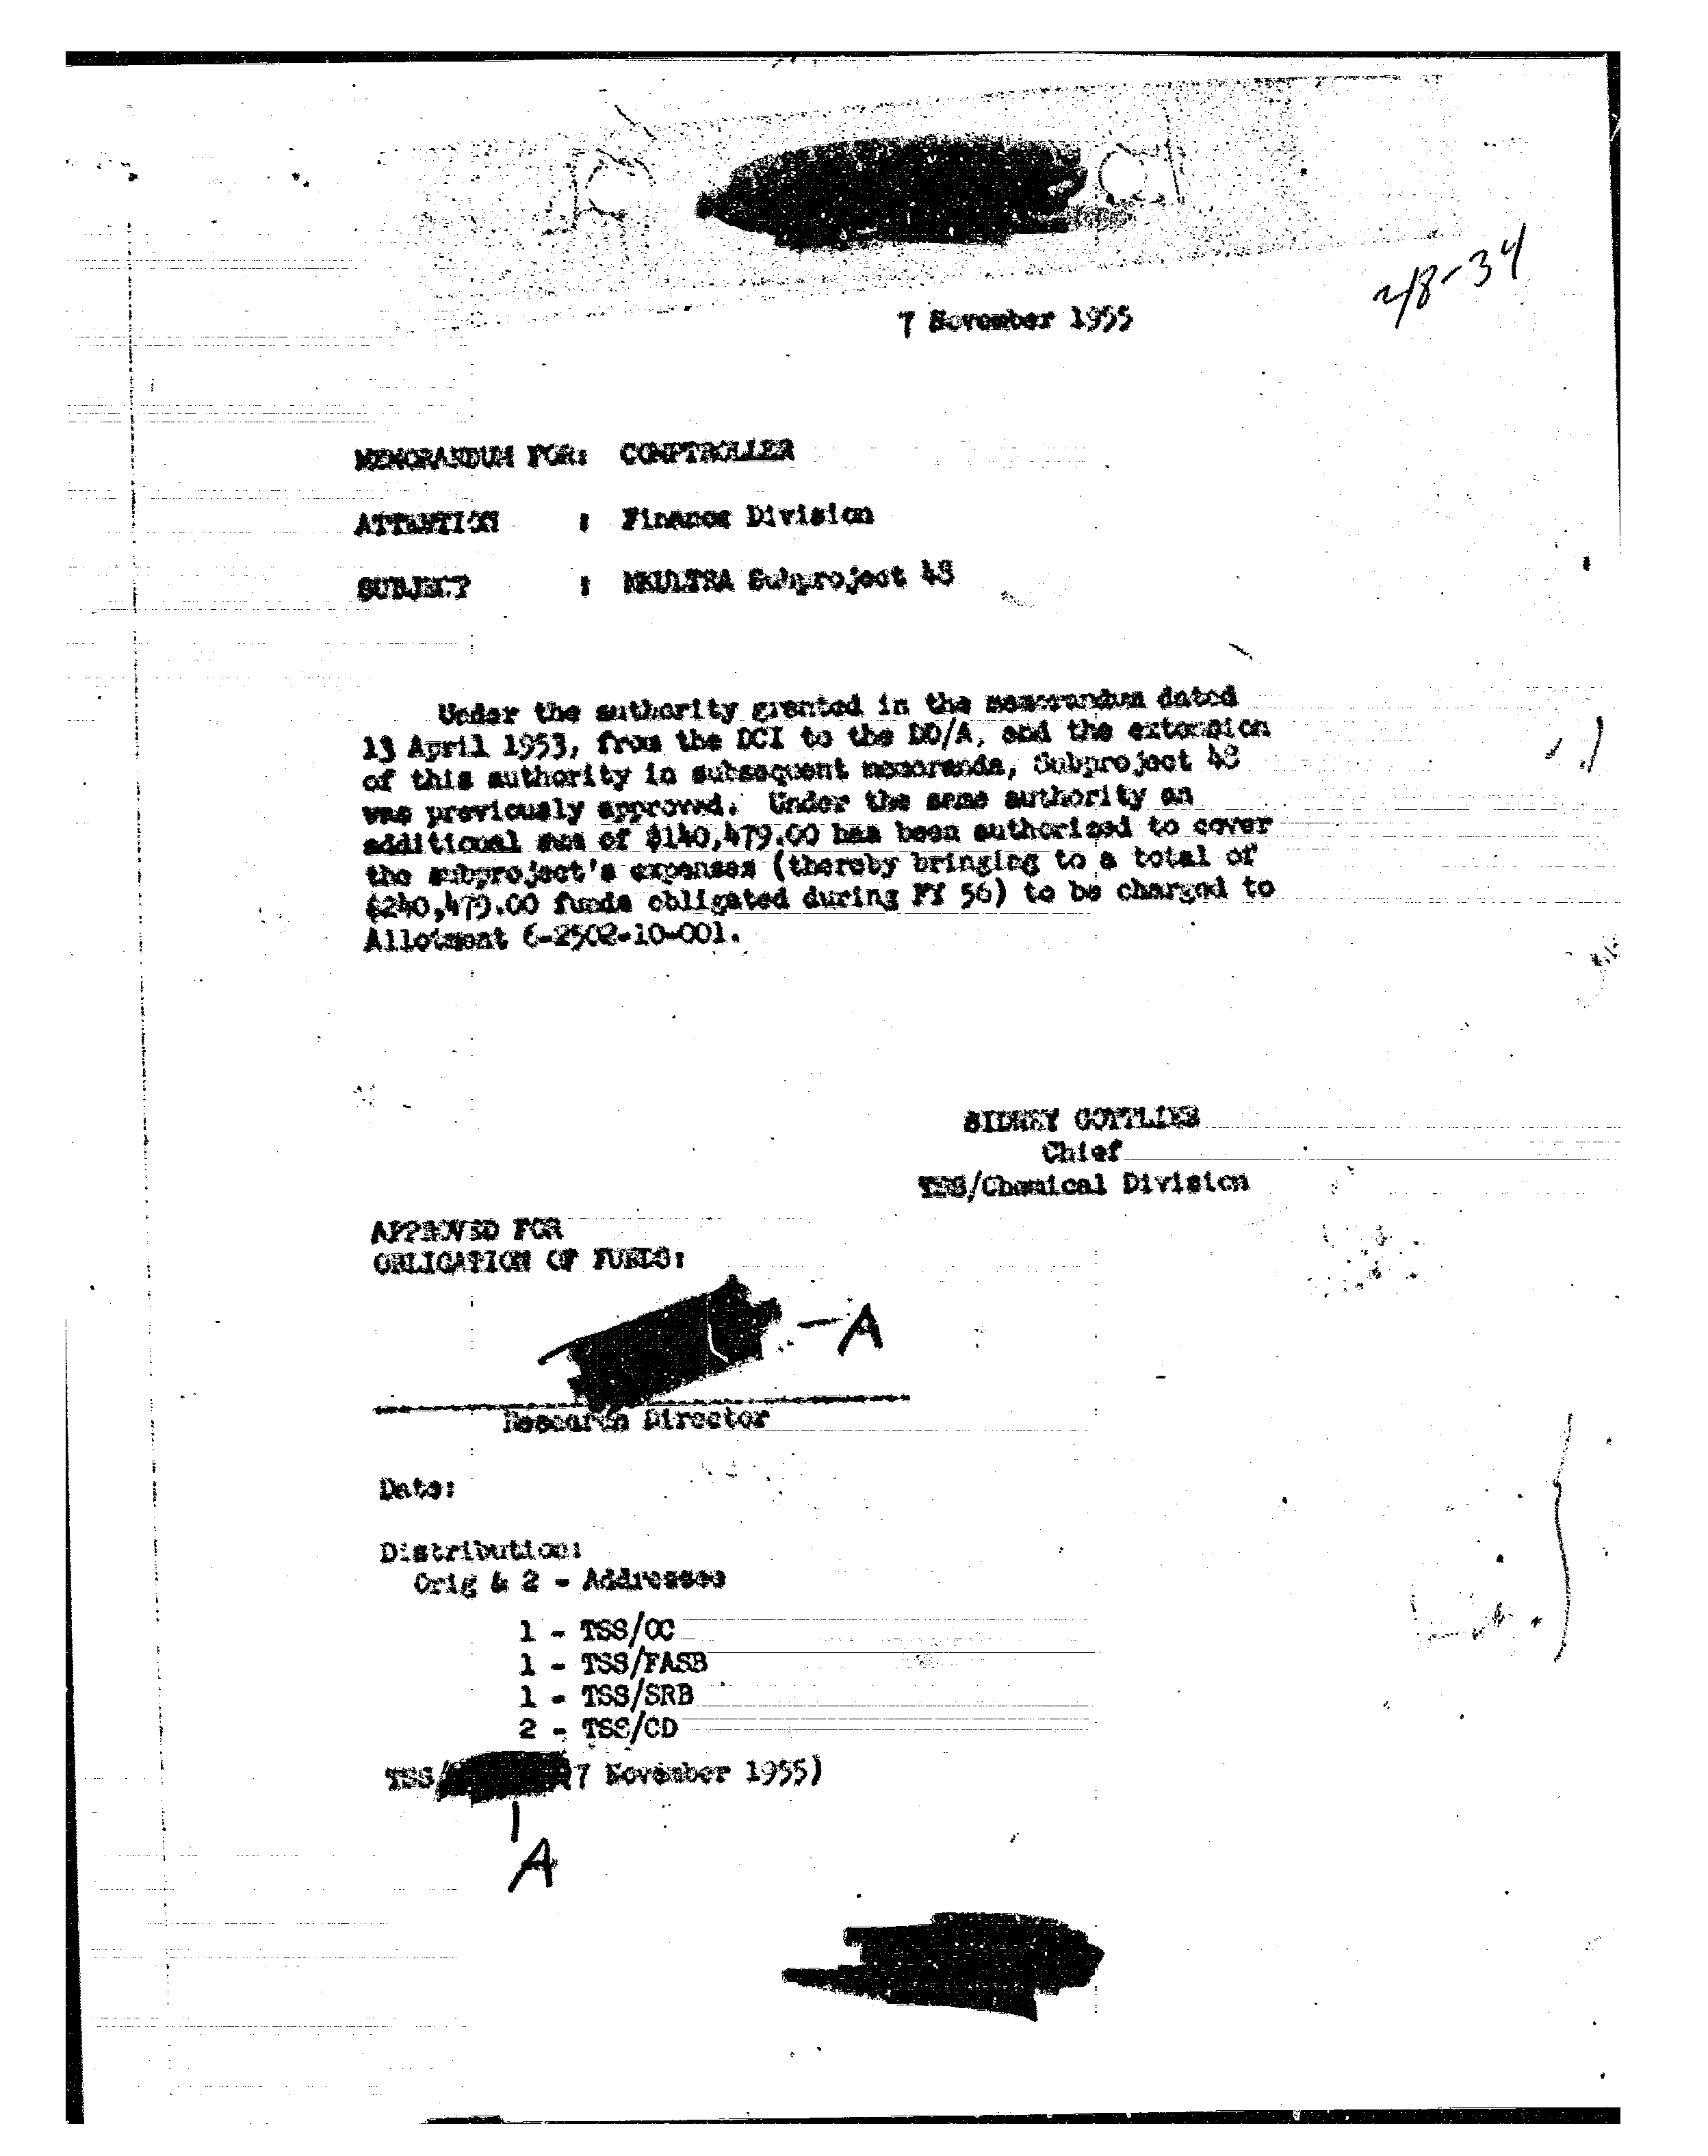 7 November 1955
MEMORANDUM FOR: COMPTROLLER
ATTENTION : Finance Division
SUBJECT : MKULTRA Subproject 48
Under the authority granted in the memorandum dated
13 April 1953, from the DCI to the DD/A, and the extension
of this authority in subsequent memoranda, Subproject 48
was previously approved. Under the same authority an
additional sum of $140,479.00 has been authorized to cover
the subproject's expenses (thereby bringing to a total of
$240,479.00 funds obligated during FY 56) to be charged to
Allotment 6-2502-10-001.
SIDNEY GOTTLIEB
Chief
TSS/Chemical Division
APPROVED FOR
OBLIGATION OF FUNDS:
-A
Research Director
Date:
Distribution:
Orig & 2 - Addressee
1 - TSS/OC
1 - TSS/FASB
1 - TSS/SRB
2 - TSS/CD
TSS/ 7 November 1955)
A